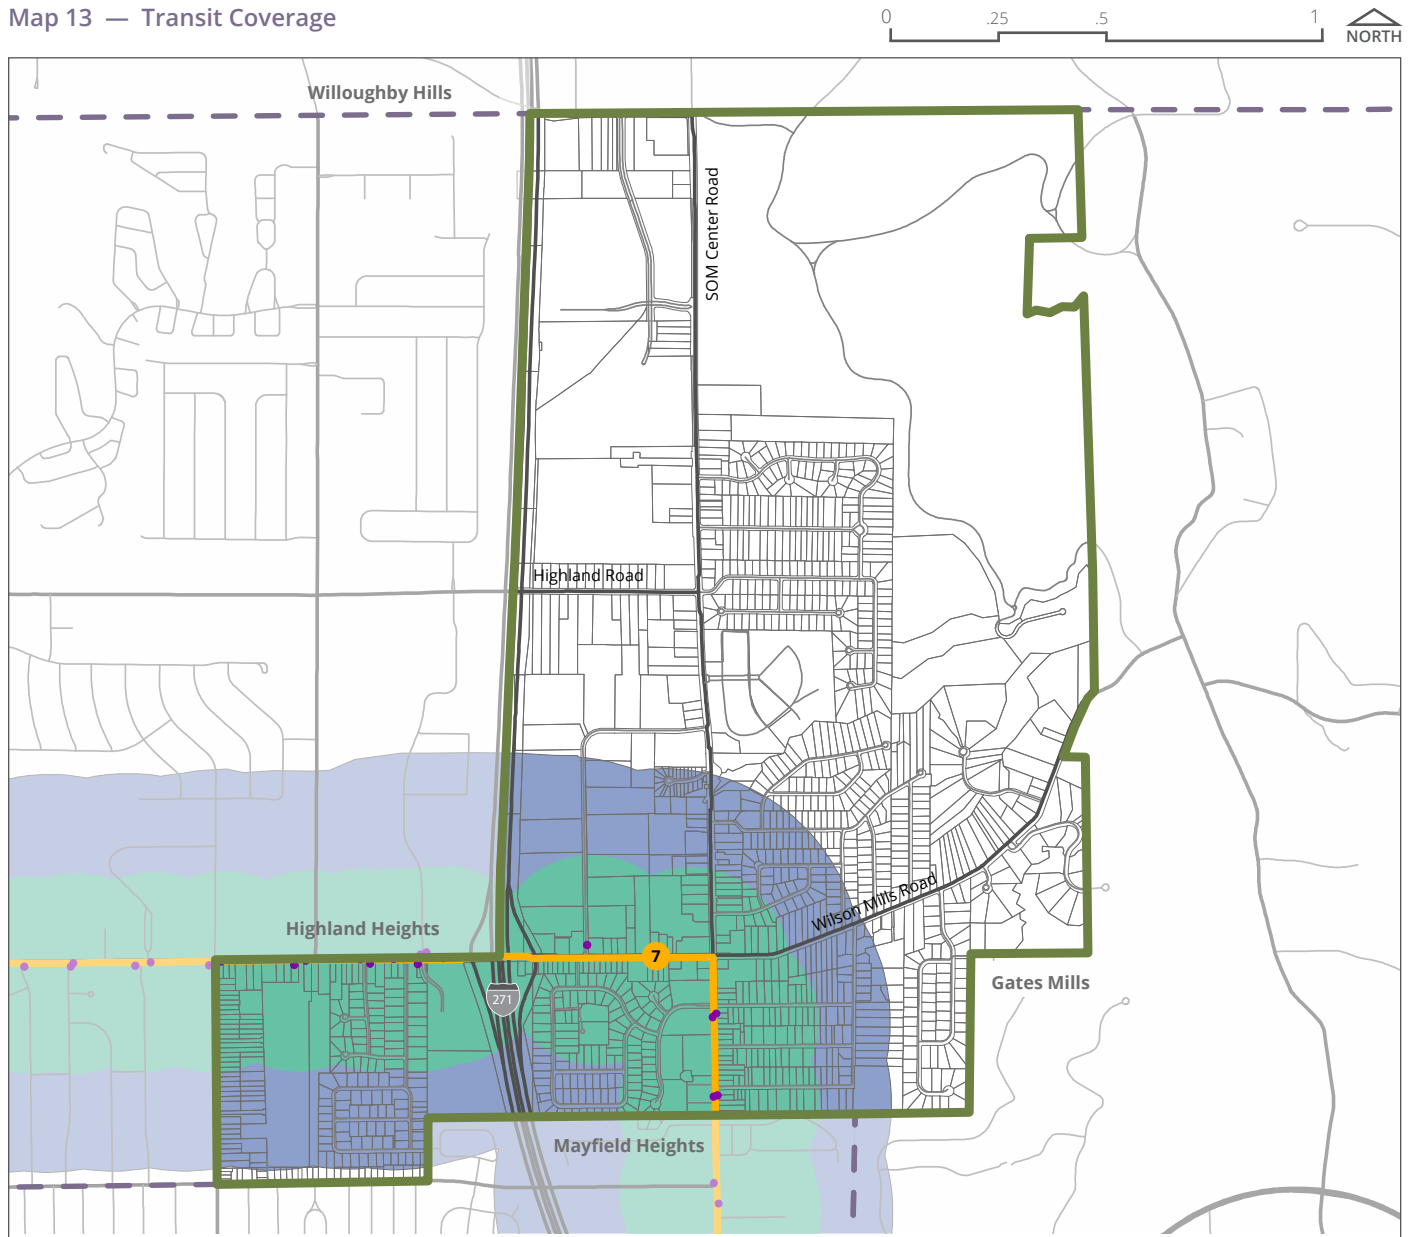 Map 13 — Transit Coverage
0 .25 .5 1
NORTH
Willoughby Hills
SOM Center Road
Highland Road
Wilson Mills Road
Highland Heights
7
271
Gates Mills
Mayfield Heights